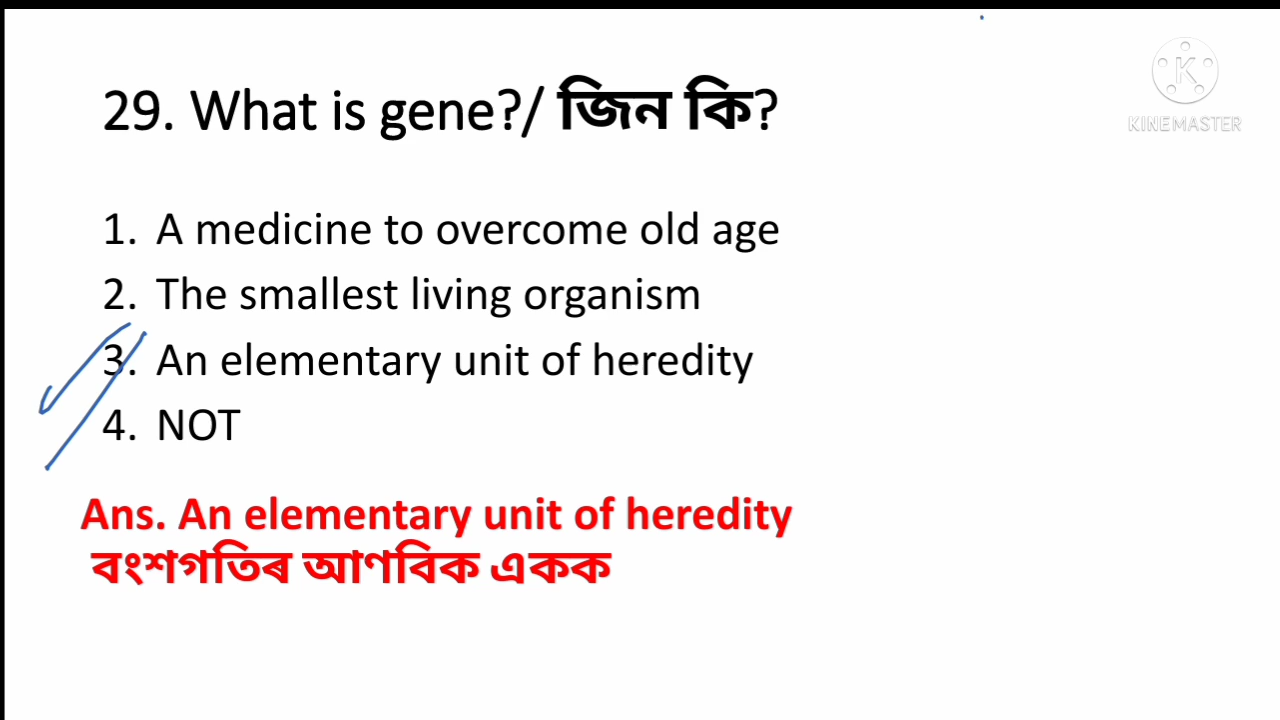 29. What is gene?/ জিন কি?
K
KINEMASTER
1. A medicine to overcome old age
2. The smallest living organism
3. An elementary unit of heredity
4. NOT
Ans. An elementary unit of heredity
বংশগতিৰ আণবিক একক